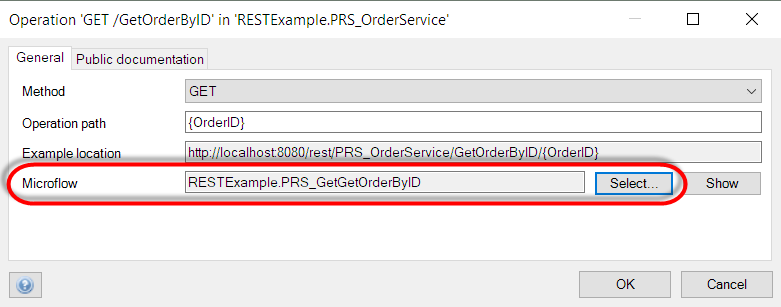 Operation 'GET /GetOrderByID' in 'RESTExample.PRS_OrderService'
General
Public documentation
Method
GET
Operation path
{OrderID}
Example location
http://localhost:8080/rest/PRS_OrderService/GetOrderByID/{OrderID}
Microflow
RESTExample.PRS_GetGetOrderByID
Select...
Show
?
OK
Cancel